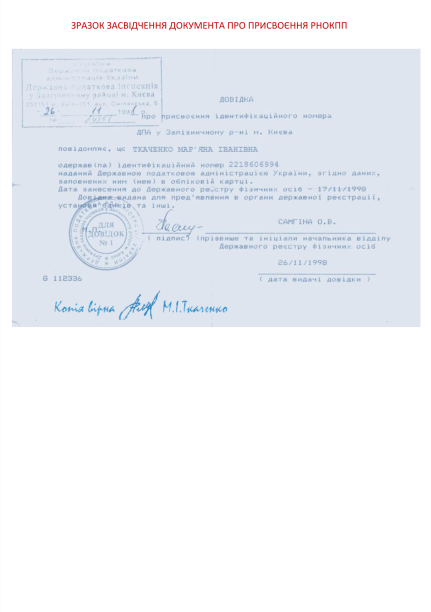 ЗРАЗОК ЗАСВІДЧЕННЯ ДОКУМЕНТА ПРО ПРИСВОЄННЯ РНОКПП
Державна податкова
адміністрація України
Державна податкова інспекція
у Залізничному районі м. Києва
26 11 1998 р.
ДОВІДКА
про присвоєння ідентифікаційного номера
ДПА у Залізничному р-ні м. Києва
повідомляє, що ТКАЧЕНКО МАР'ЯНА ІВАНІВНА
одержав(ла) ідентифікаційний номер 2218606994
наданий Державною податковою адміністрацією України, згідно даних,
заповнених ним (нею) в обліковій картці.
Дата занесення до Державного реєстру фізичних осіб - 17/11/1998
Довідка видана для пред'явлення в органи державної реєстрації,
установи банків та інші.
ДЛЯ
ДОВІДОК
№ 1
САМГІНА О.В.
( підпис) (прізвище та ініціали начальника відділу
Державного реєстру фізичних осіб
26/11/1998
( дата видачі довідки )
G 112336
Копія вірна М.І.Ткаченко